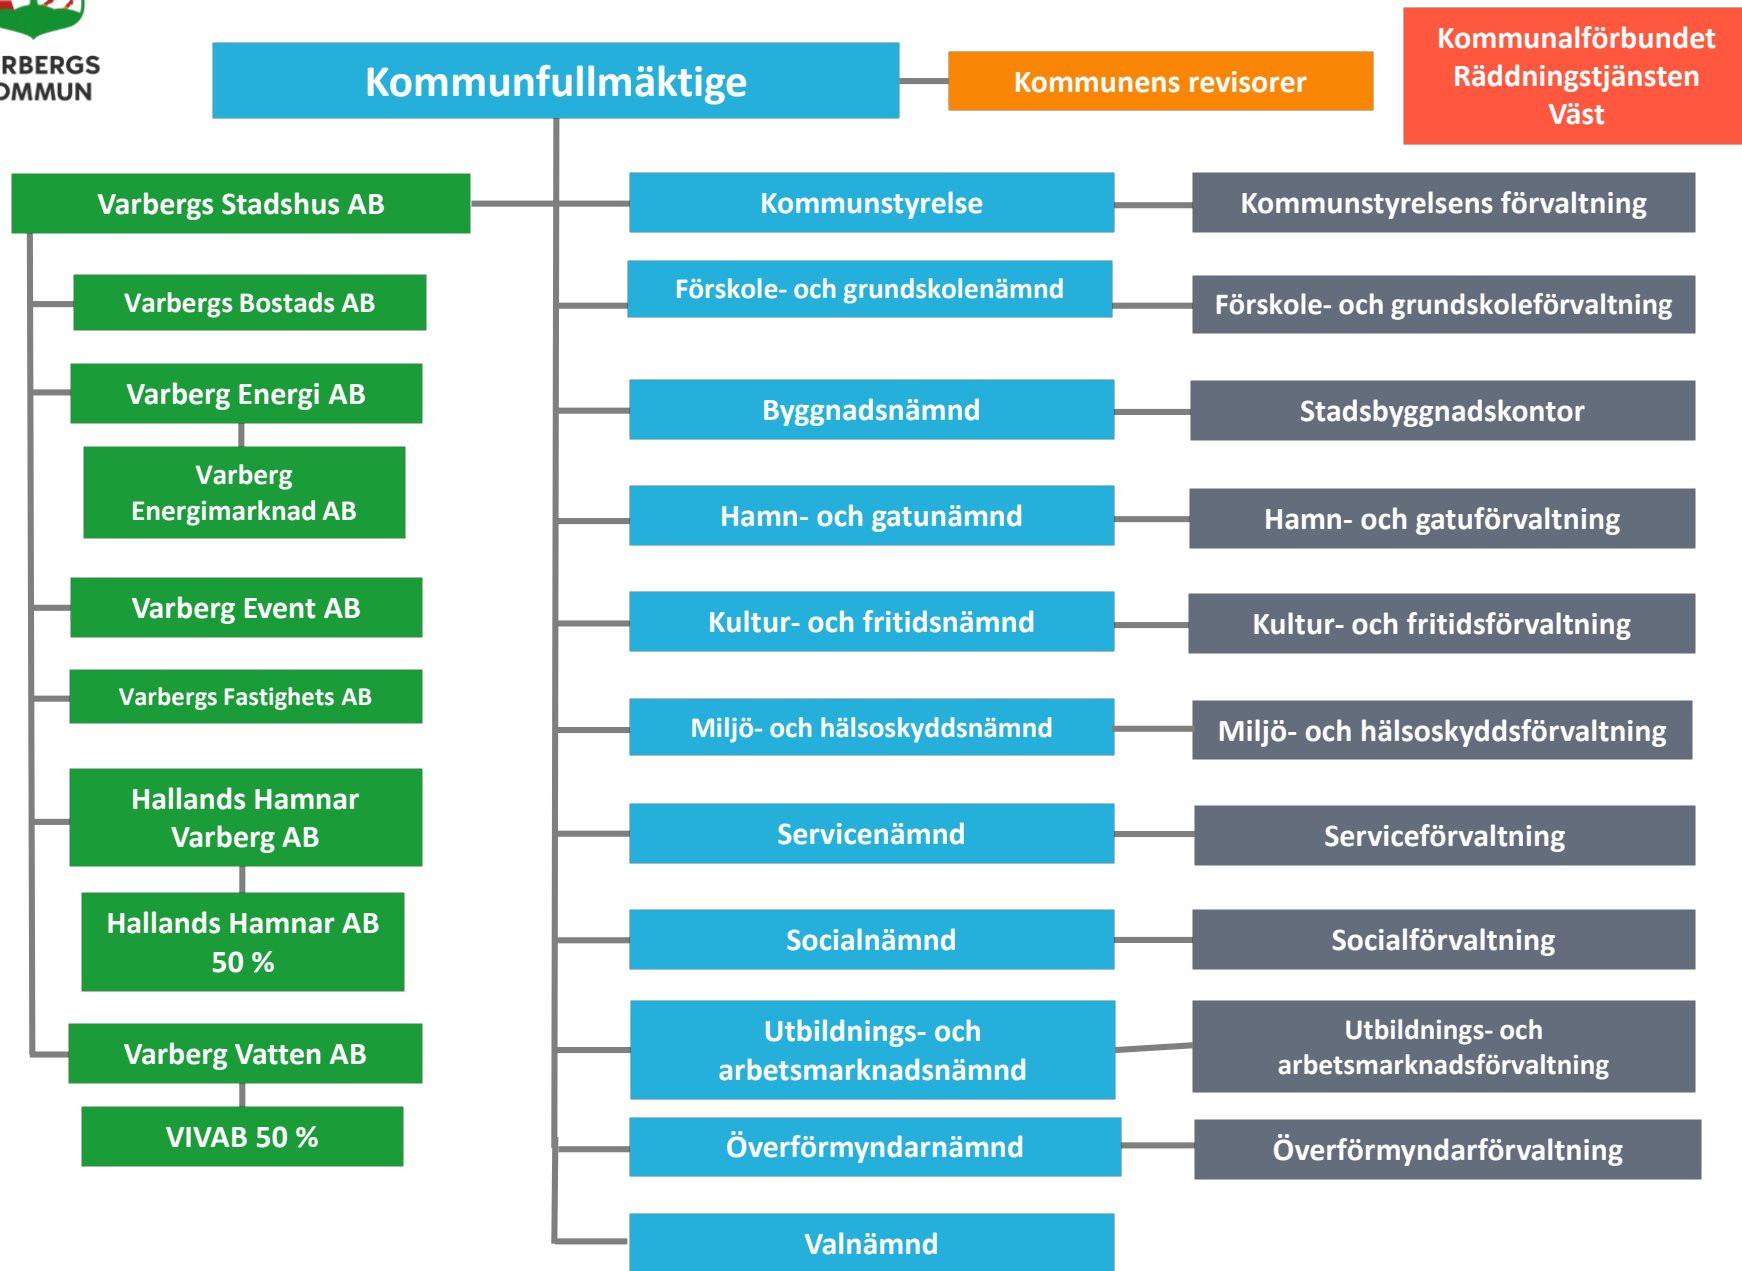 RBERGS
OMMUN
Kommunfullmäktige
Kommunens revisorer
Kommunalförbundet
Räddningstjänsten
Väst
Varbergs Stadshus AB
Varbergs Bostads AB
Varberg Energi AB
Varberg
Energimarknad AB
Varberg Event AB
Varbergs Fastighets AB
Hallands Hamnar
Varberg AB
Hallands Hamnar AB
50 %
Varberg Vatten AB
VIVAB 50 %
Kommunstyrelse
Kommunstyrelsens förvaltning
Förskole- och grundskolenämnd
Förskole- och grundskoleförvaltning
Byggnadsnämnd
Stadsbyggnadskontor
Hamn- och gatunämnd
Hamn- och gatuförvaltning
Kultur- och fritidsnämnd
Kultur- och fritidsförvaltning
Miljö- och hälsoskyddsnämnd
Miljö- och hälsoskyddsförvaltning
Servicenämnd
Serviceförvaltning
Socialnämnd
Socialförvaltning
Utbildnings- och
arbetsmarknadsnämnd
Utbildnings- och
arbetsmarknadsförvaltning
Överförmyndarnämnd
Överförmyndarförvaltning
Valnämnd